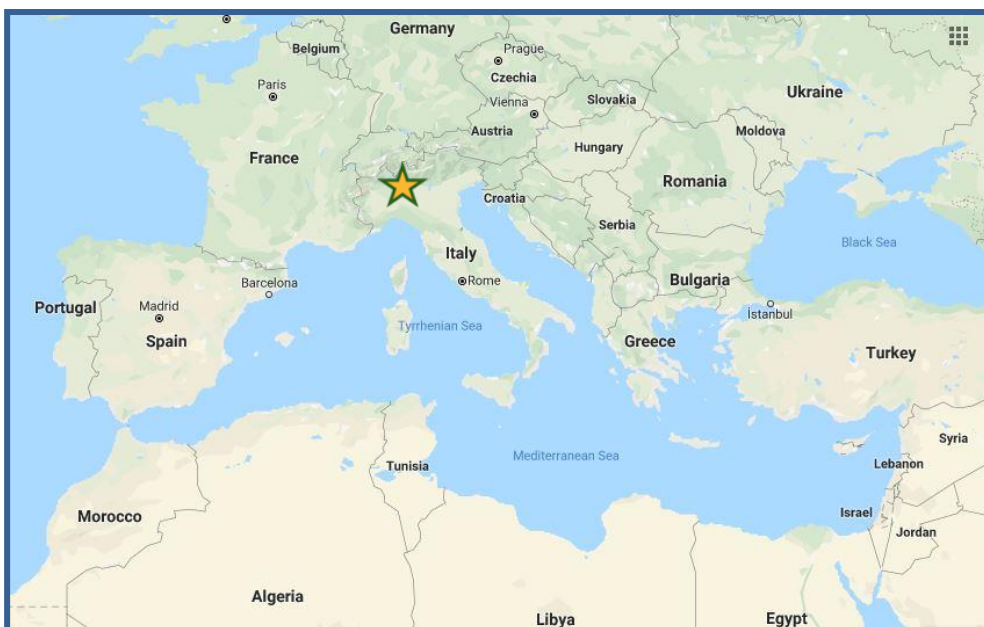 Germany
Belgium
Prague
Czechia
Paris
Ukraine
Slovakia
Vienna
Austria
Moldova
Hungary
France
Romania
Croatia
Serbia
Black Sea
Italy
Rome
Bulgaria
Barcelona
Portugal
Madrid
İstanbul
Tyrrhenian Sea
Spain
Greece
Turkey
Syria
Mediterranean Sea
Lebanon
Tunisia
Israel
Morocco
Jordan
Algeria
Libya
Egypt